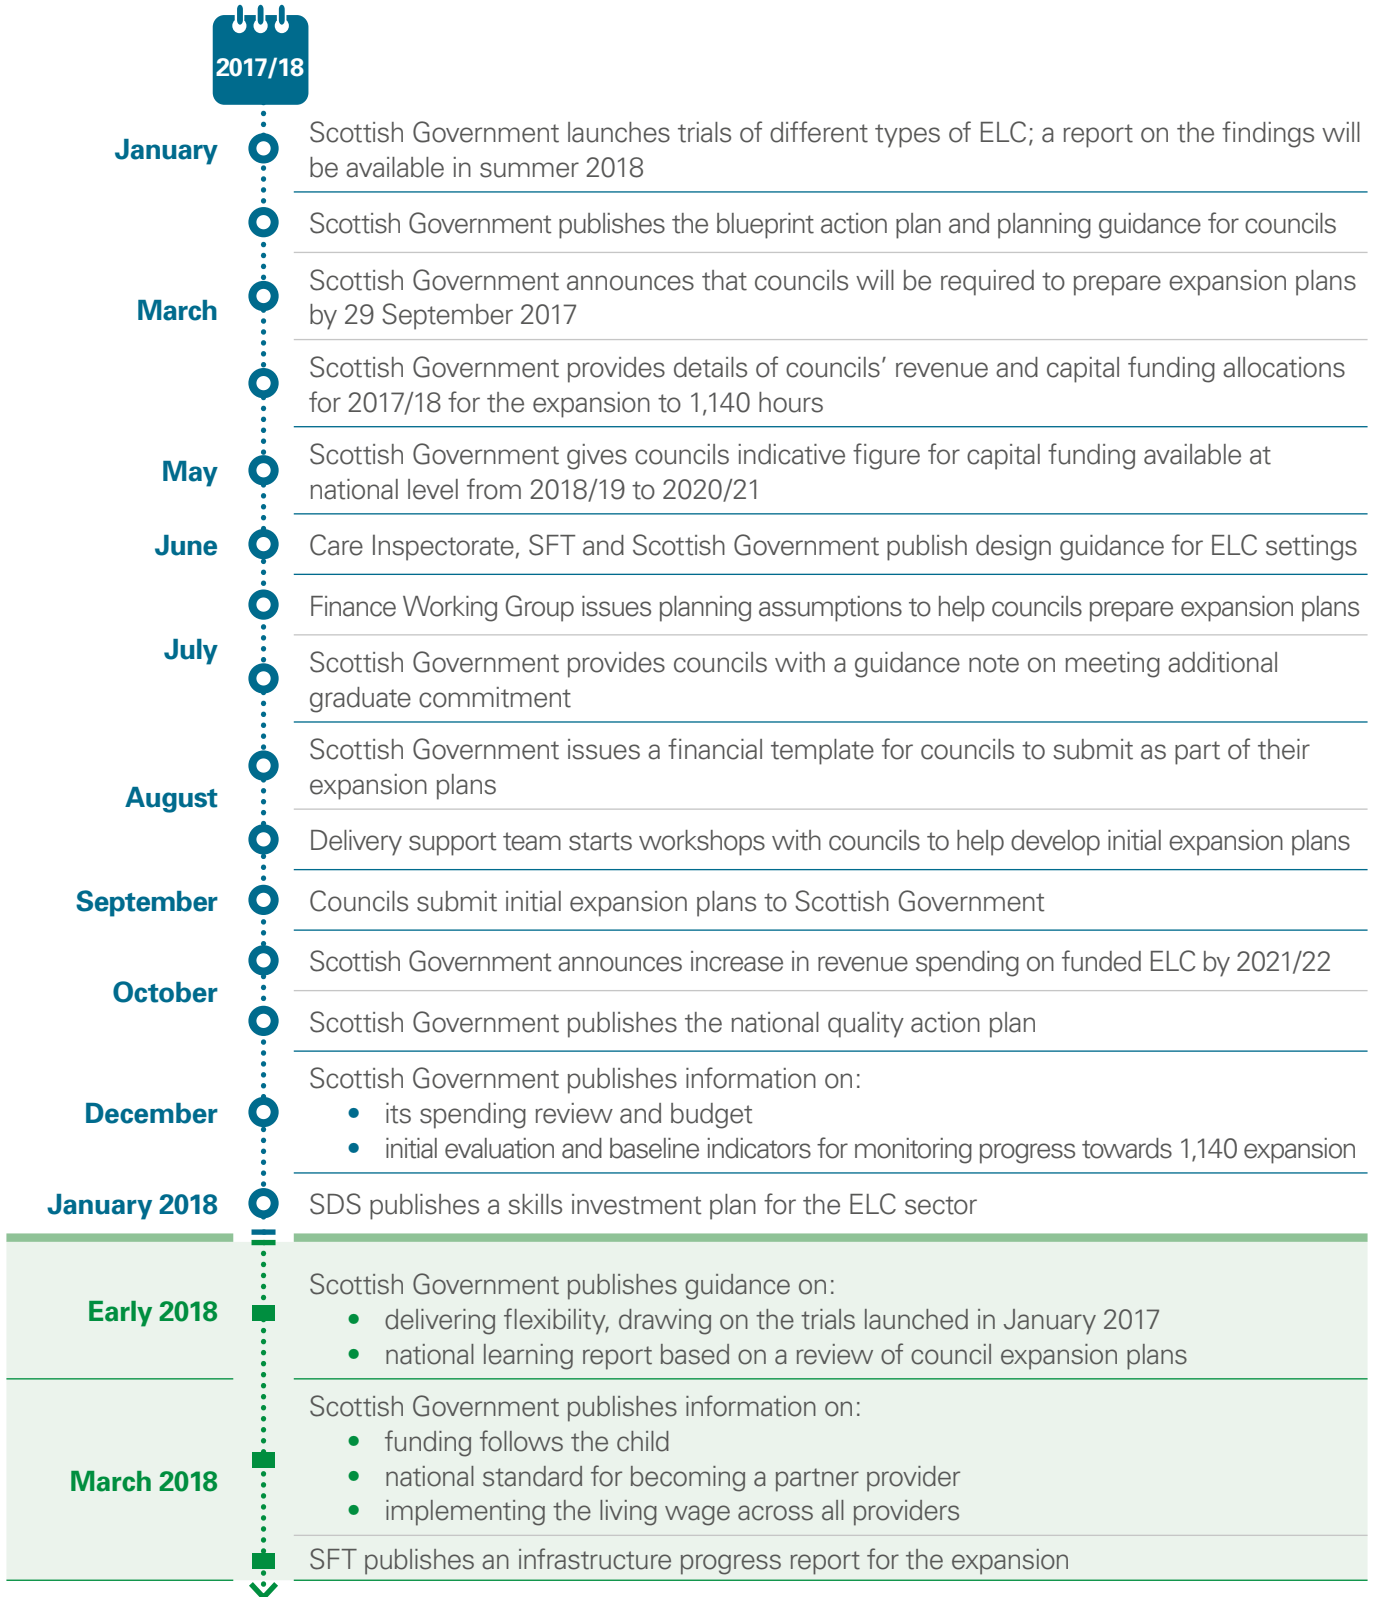 2017/18
January
Scottish Government launches trials of different types of ELC; a report on the findings will
be available in summer 2018
March
Scottish Government publishes the blueprint action plan and planning guidance for councils
Scottish Government announces that councils will be required to prepare expansion plans
by 29 September 2017
Scottish Government provides details of councils’ revenue and capital funding allocations
for 2017/18 for the expansion to 1,140 hours
May
Scottish Government gives councils indicative figure for capital funding available at
national level from 2018/19 to 2020/21
June
Care Inspectorate, SFT and Scottish Government publish design guidance for ELC settings
July
Finance Working Group issues planning assumptions to help councils prepare expansion plans
Scottish Government provides councils with a guidance note on meeting additional
graduate commitment
August
Scottish Government issues a financial template for councils to submit as part of their
expansion plans
Delivery support team starts workshops with councils to help develop initial expansion plans
September
Councils submit initial expansion plans to Scottish Government
October
Scottish Government announces increase in revenue spending on funded ELC by 2021/22
Scottish Government publishes the national quality action plan
December
Scottish Government publishes information on:
• its spending review and budget
• initial evaluation and baseline indicators for monitoring progress towards 1,140 expansion
January 2018
SDS publishes a skills investment plan for the ELC sector
Early 2018
Scottish Government publishes guidance on:
• delivering flexibility, drawing on the trials launched in January 2017
• national learning report based on a review of council expansion plans
March 2018
Scottish Government publishes information on:
• funding follows the child
• national standard for becoming a partner provider
• implementing the living wage across all providers
SFT publishes an infrastructure progress report for the expansion